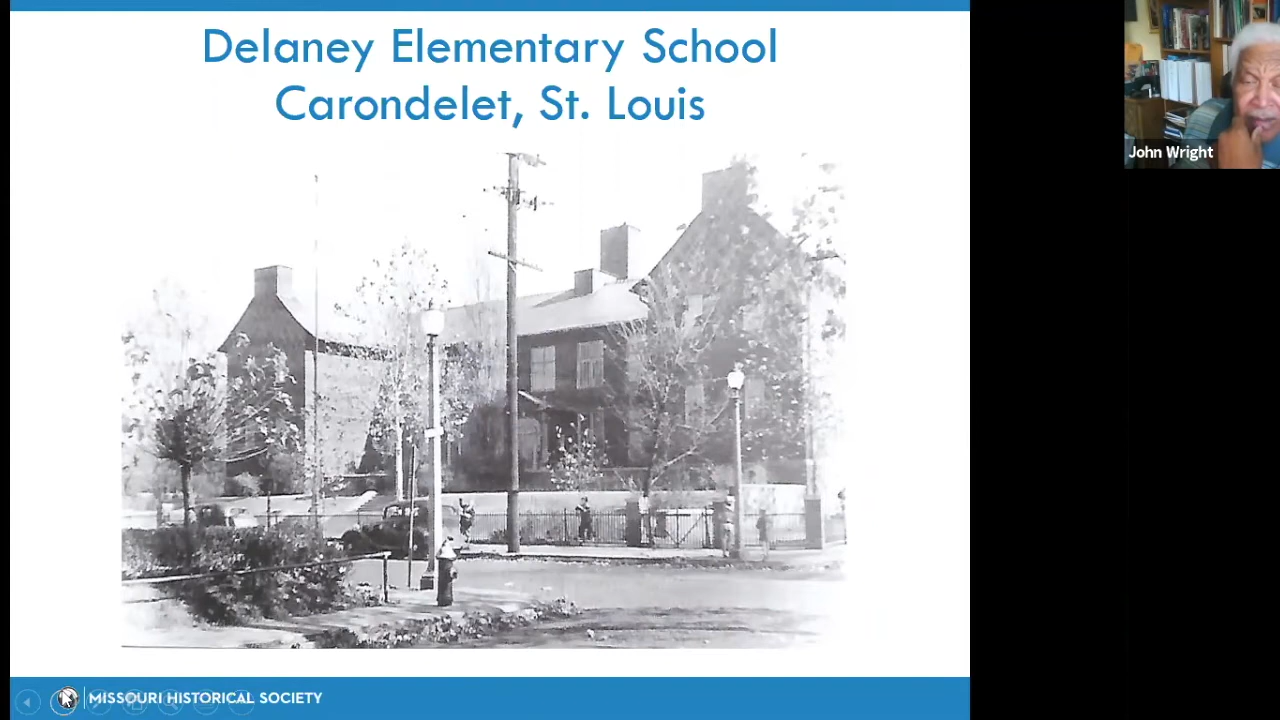 Delaney Elementary School
Carondelet, St. Louis
John Wright
MISSOURI HISTORICAL SOCIETY